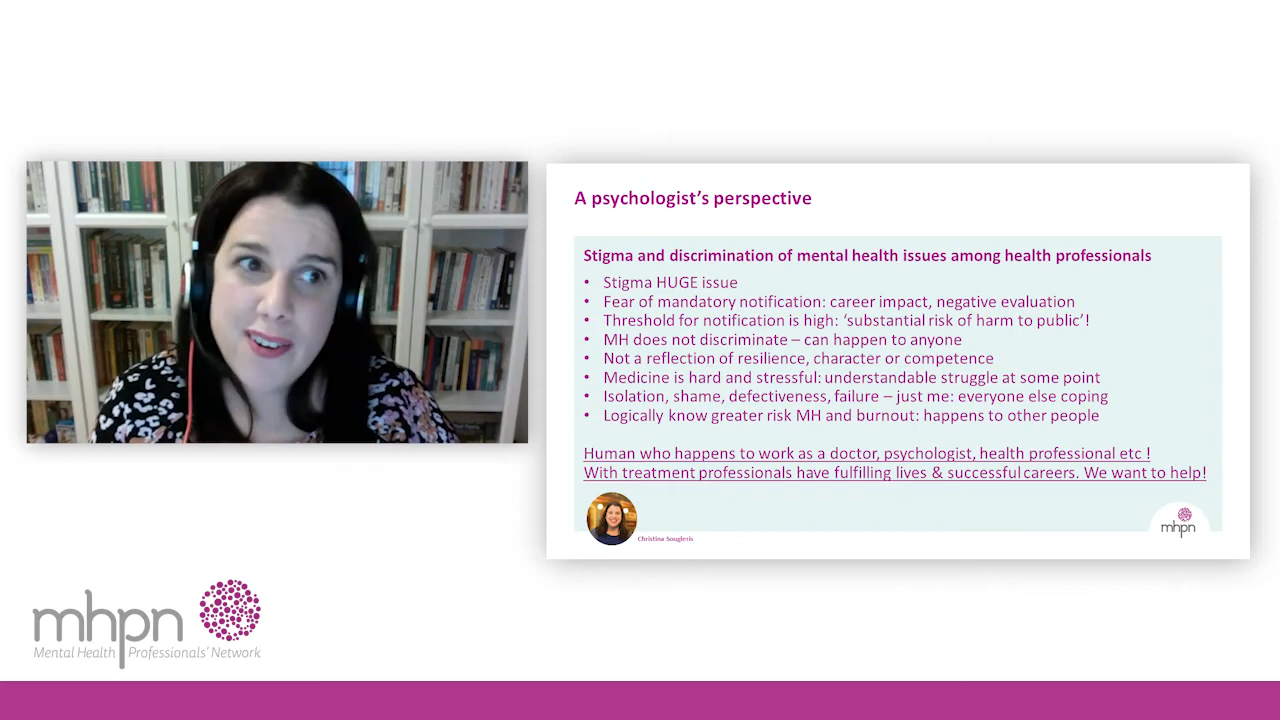 A psychologist's perspective
Stigma and discrimination of mental health issues among health professionals
• Stigma HUGE issue
• Fear of mandatory notification: career impact, negative evaluation
• Threshold for notification is high: 'substantial risk of harm to public'!
• MH does not discriminate – can happen to anyone
• Not a reflection of resilience, character or competence
• Medicine is hard and stressful: understandable struggle at some point
• Isolation, shame, defectiveness, failure – just me: everyone else coping
• Logically know greater risk MH and burnout: happens to other people
Human who happens to work as a doctor, psychologist, health professional etc !
With treatment professionals have fulfilling lives & successful careers. We want to help!
Christina Sougleris
mhpn
mhpn
Mental Health Professionals' Network